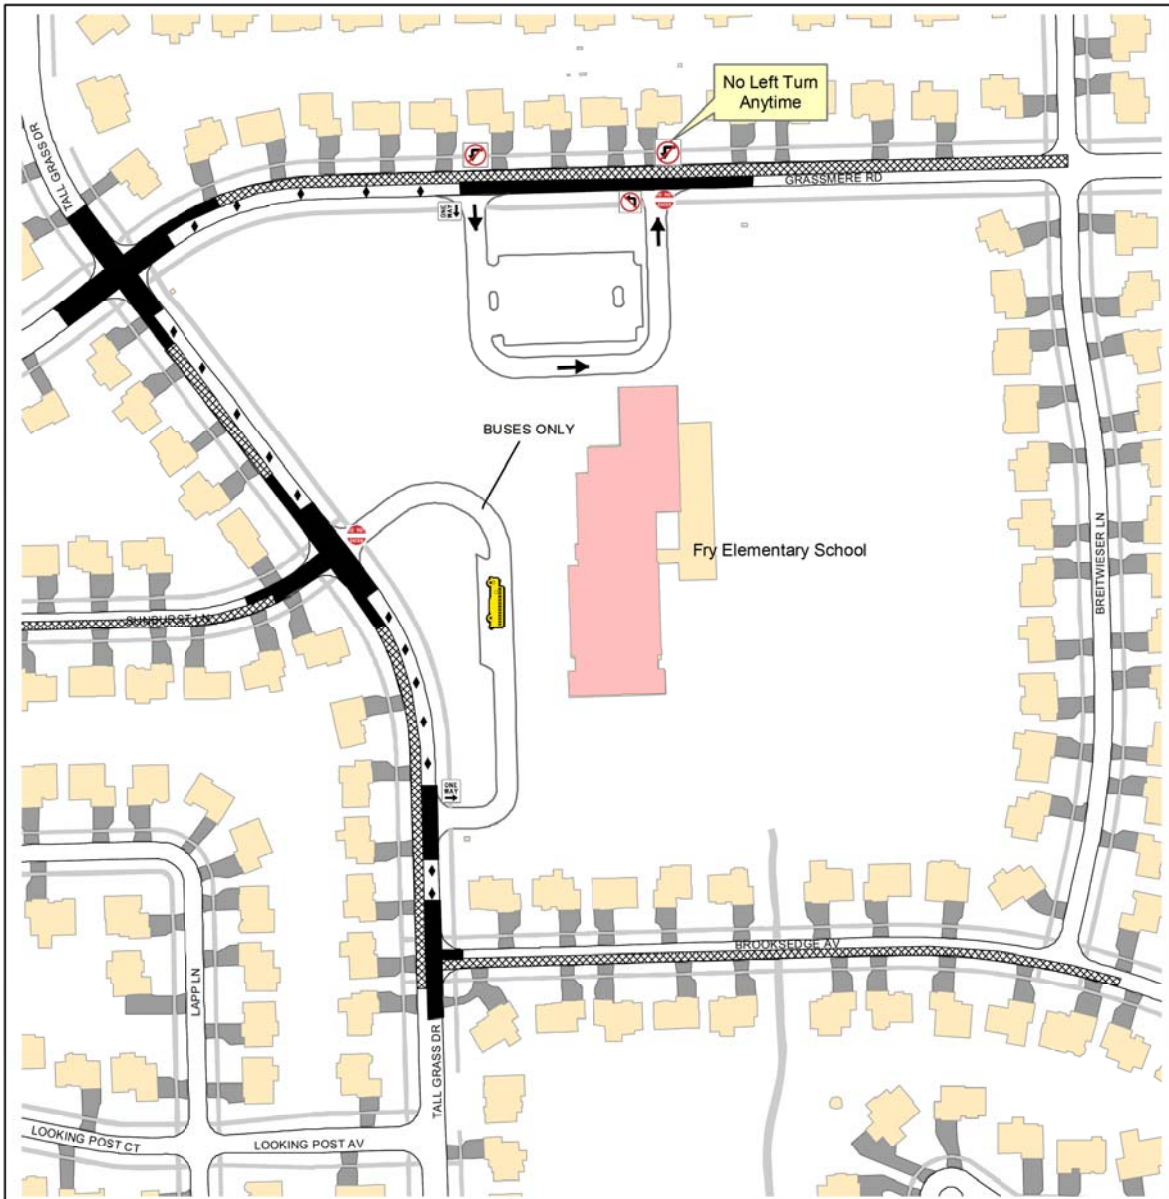 No Left Turn
Anytime
TALL GRASS DR
GRASSMERE RD
ONE
WAY
BUSES ONLY
Fry Elementary School
BREITWIESER LN
SUNBURST LN
ONE
WAY
BROOKSEDGE AV
LAPP LN
TALL GRASS DR
LOOKING POST CT
LOOKING POST AV